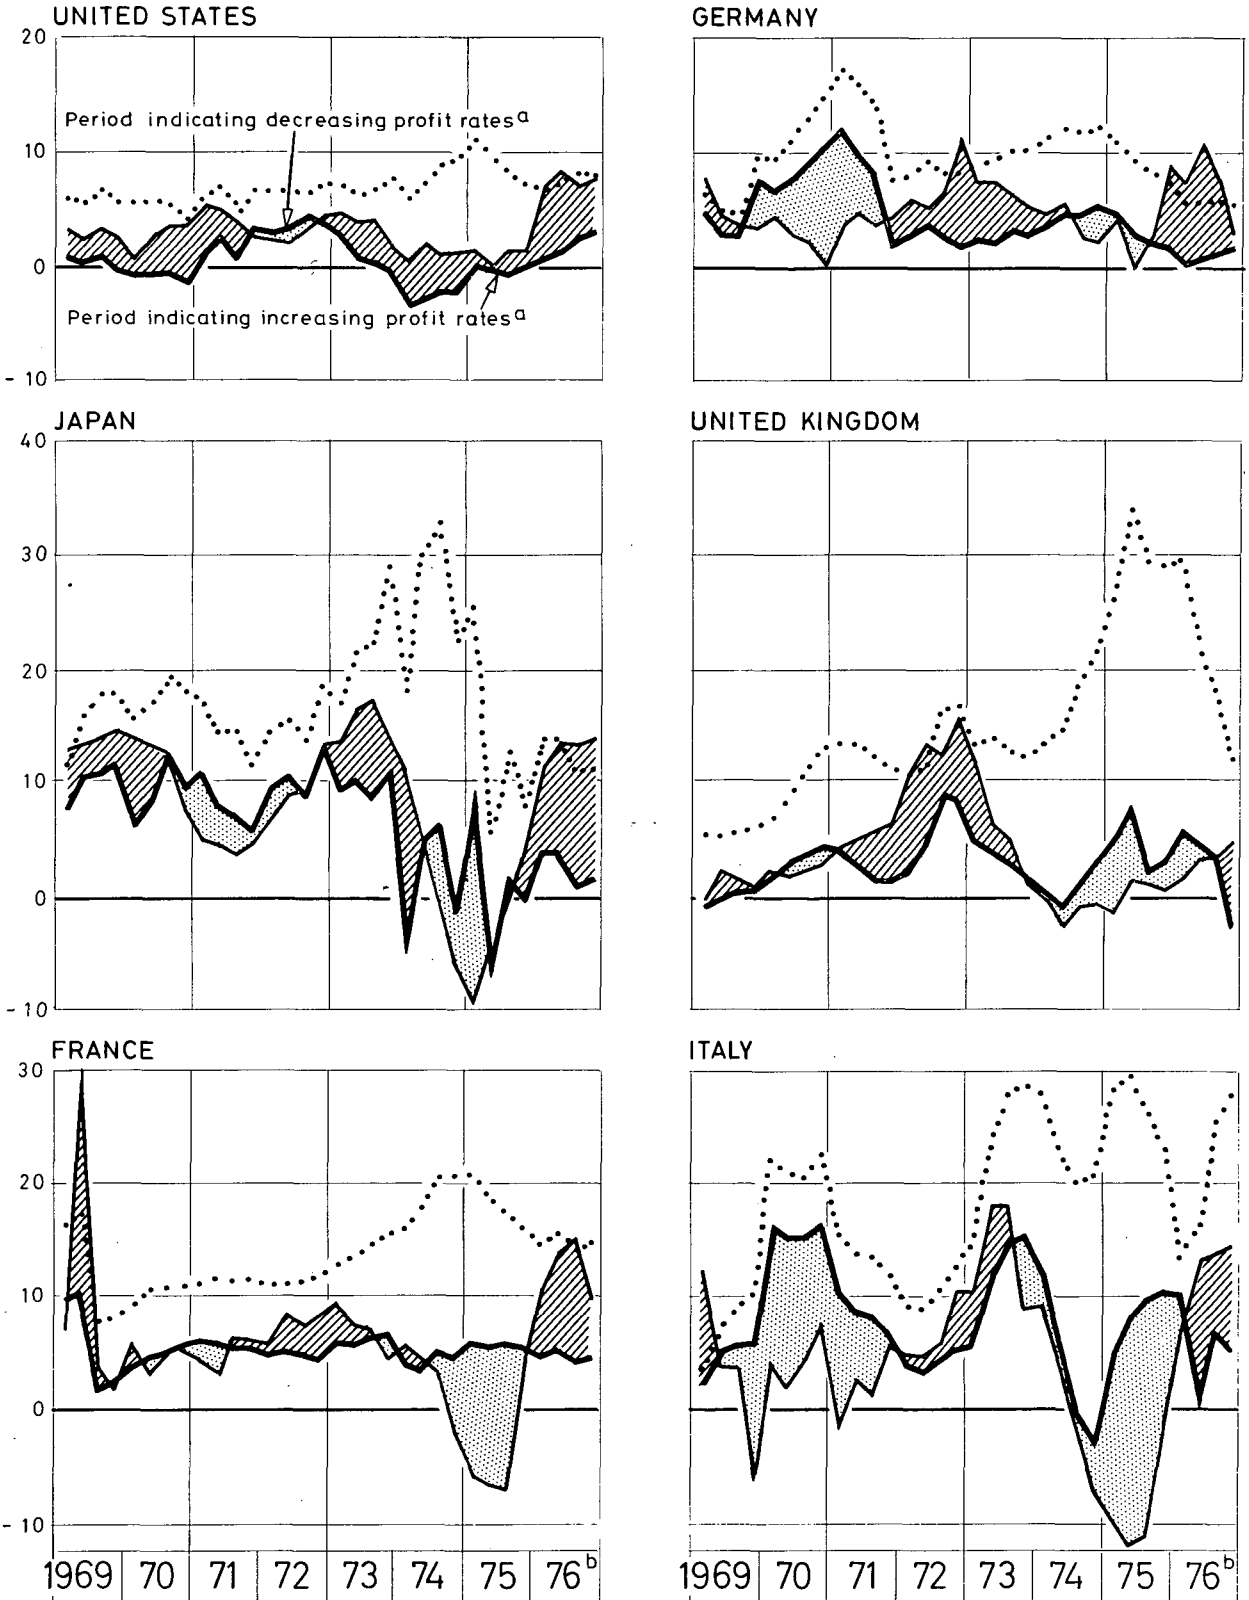 UNITED STATES
GERMANY
20
Period indicating decreasing profit rates a
10
0
Period indicating increasing profit rates a
- 10
JAPAN
UNITED KINGDOM
40
30
20
10
0
- 10
FRANCE
ITALY
30
20
10
0
- 10
1969 70 71 72 73 74 75 76 b
1969 70 71 72 73 74 75 76 b